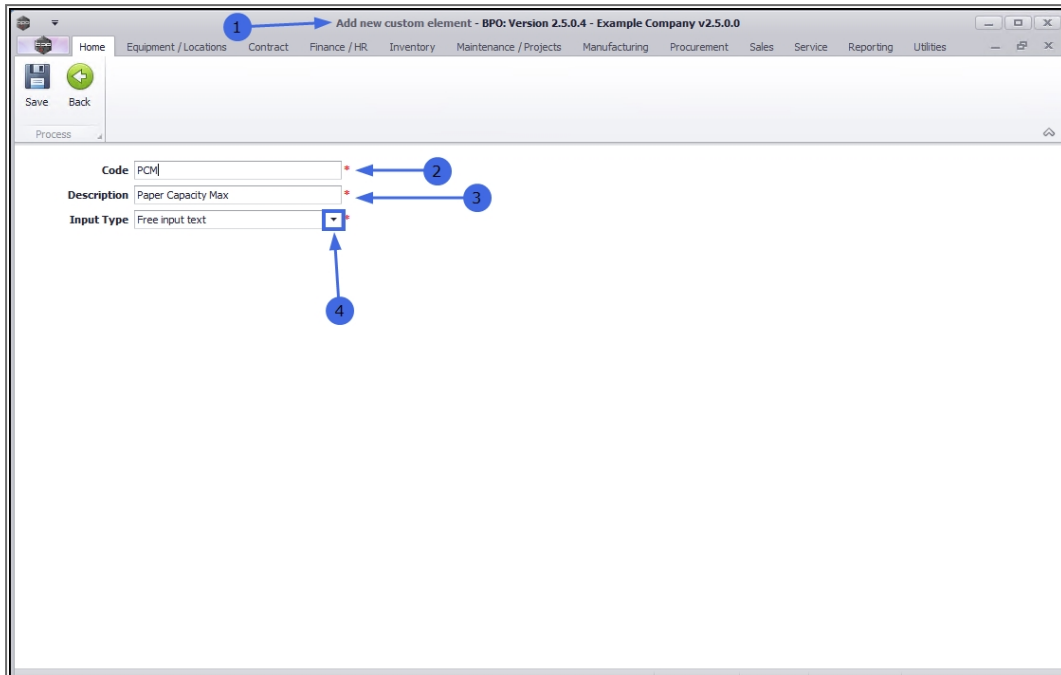 1
Add new custom element - BPO: Version 2.5.0.4 - Example Company v2.5.0.0
Home Equipment / Locations Contract Finance / HR Inventory Maintenance / Projects Manufacturing Procurement Sales Service Reporting Utilities
Save Back
Process
Code PCM * 2
Description Paper Capacity Max * 3
Input Type Free input text *
4